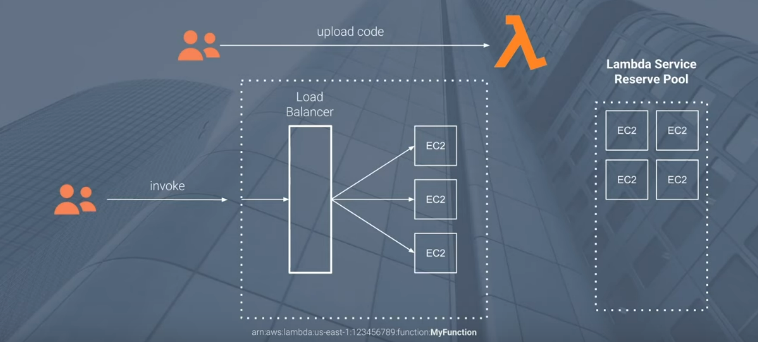 upload code
Lambda Service
Reserve Pool
Load
Balancer
EC2
EC2
EC2
EC2
EC2
EC2
EC2
invoke
arn:aws:lambda:us-east-1:123456789:function:MyFunction